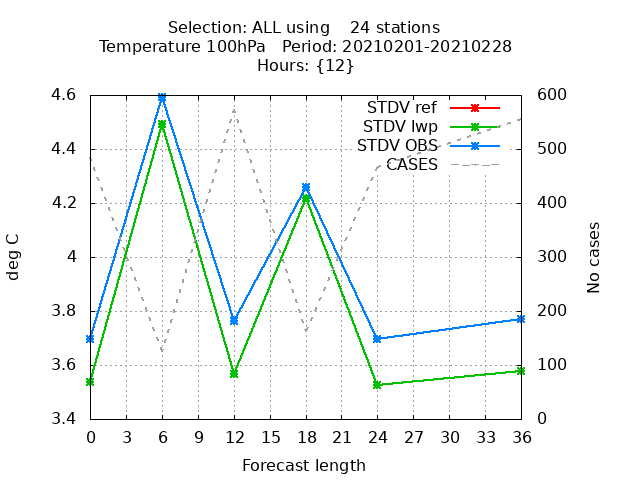 Selection: ALL using    24 stations
Temperature 100hPa   Period: 20210201-20210228
Hours: {12}
4.6
4.4
4.2
4
3.8
3.6
3.4
deg C
600
500
400
300
200
100
0
No cases
STDV ref
STDV lwp
STDV OBS
CASES
0 3 6 9 12 15 18 21 24 27 30 33 36
Forecast length